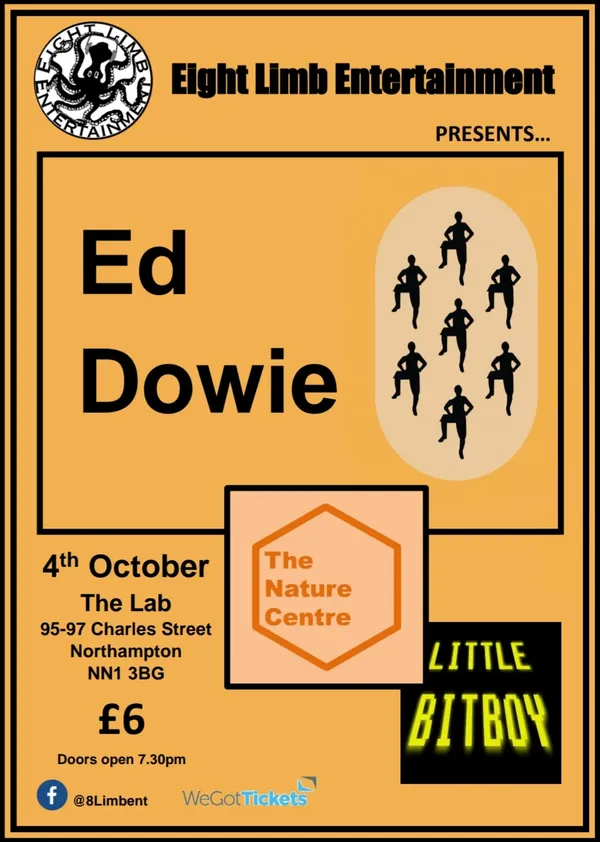 EIGHT LIMB
ENTERTAINMENT
Eight Limb Entertainment
PRESENTS...
Ed
Dowie
The
Nature
Centre
4th October
The Lab
95-97 Charles Street
Northampton
NN1 3BG
£6
Doors open 7.30pm
LITTLE
BITBOY
f @8Limbent
WeGotTickets